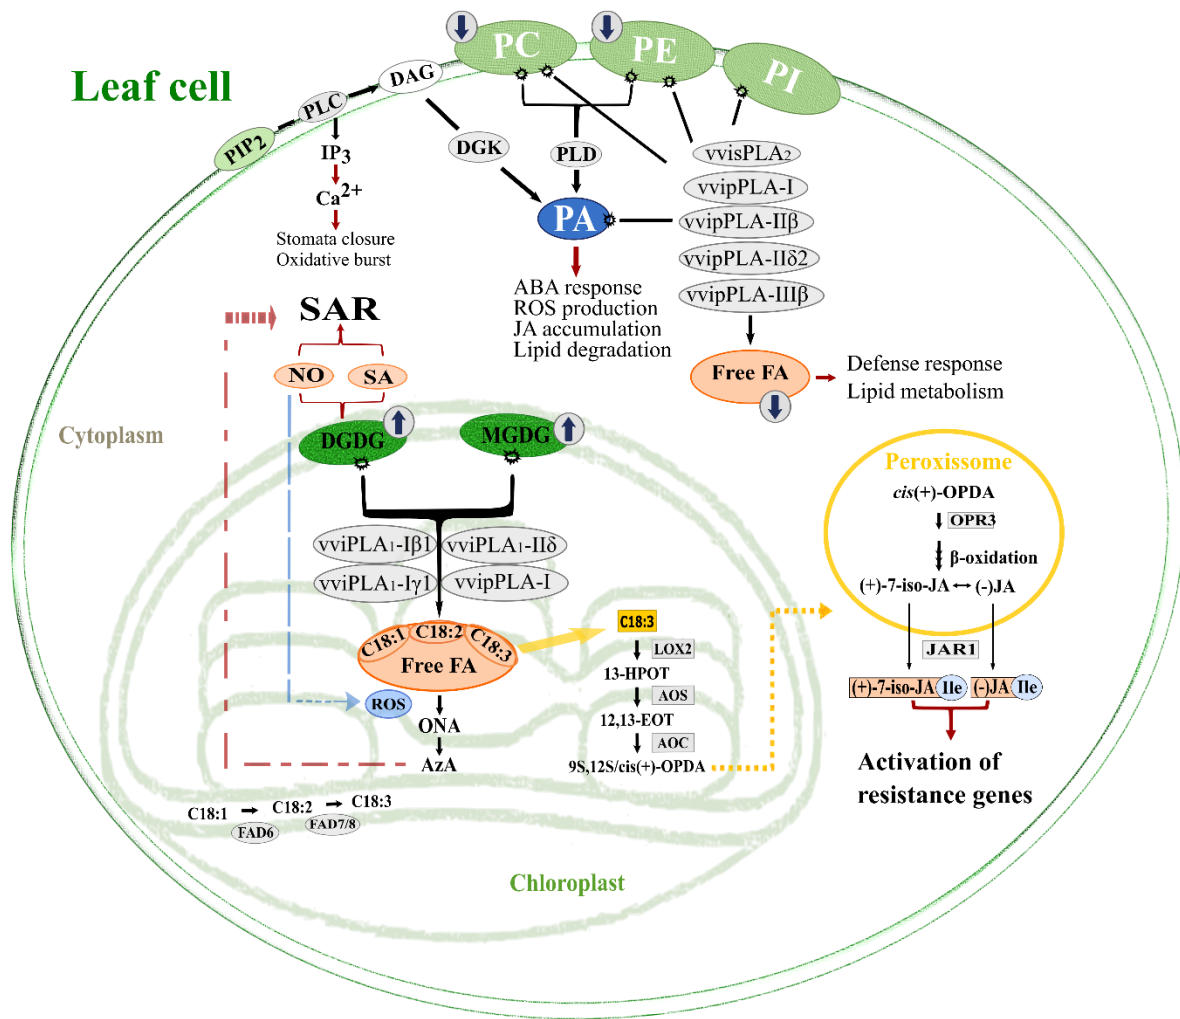 Leaf cell
PC
PE
PI
DAG
PLC
PIP2
IP3
Ca2+
Stomata closure
Oxidative burst
DGK
PLD
PA
ABA response
ROS production
JA accumulation
Lipid degradation
vvisPLA2
vvipPLA-I
vvipPLA-IIβ
vvipPLA-IIδ2
vvipPLA-IIIβ
Free FA
Defense response
Lipid metabolism
SAR
NO
SA
Cytoplasm
DGDG
MGDG
vviPLA1-Iβ1
vviPLA1-IIδ
vviPLA1-Iγ1
vvipPLA-I
C18:1
C18:2
C18:3
Free FA
ROS
ONA
AzA
C18:3
LOX2
13-HPOT
AOS
12,13-EOT
AOC
9S,12S/cis(+)-OPDA
Peroxissome
cis(+)-OPDA
OPR3
β-oxidation
(+)-7-iso-JA
(-)JA
JAR1
(+)-7-iso-JA Ile
(-)JA Ile
Activation of
resistance genes
C18:1
C18:2
C18:3
FAD6
FAD7/8
Chloroplast